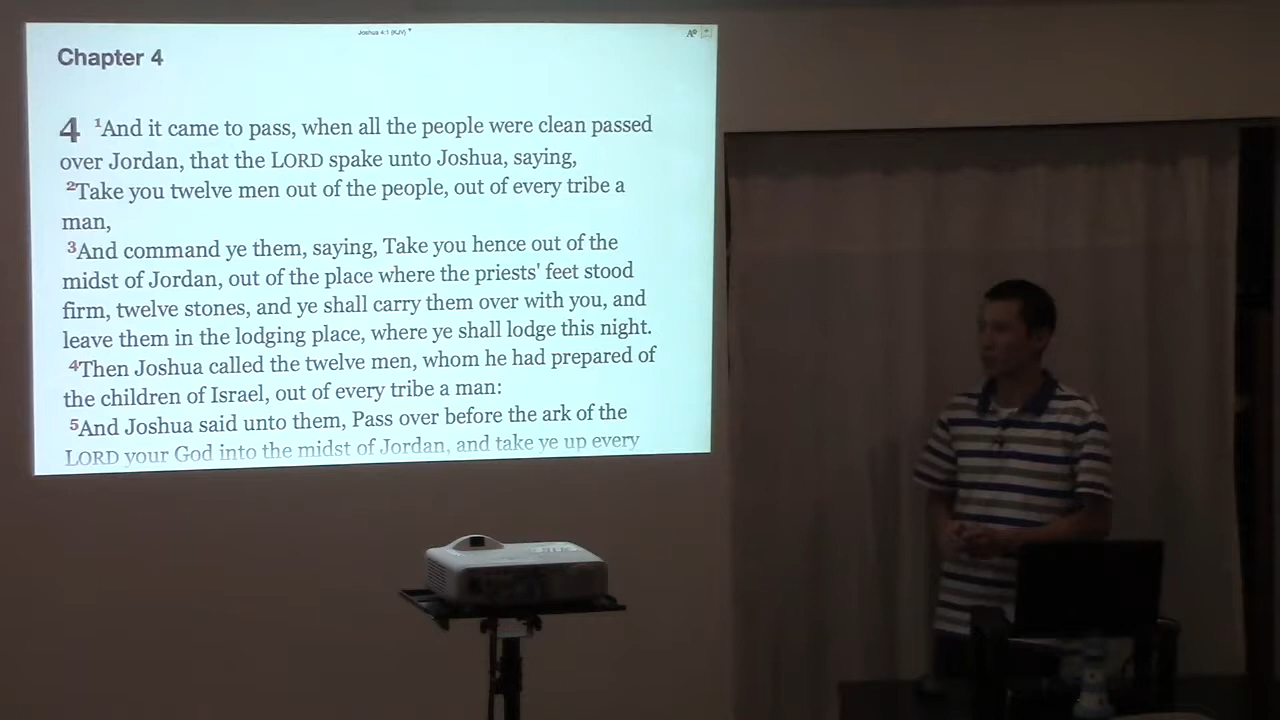 Joshua 4:1 (KJV)
Chapter 4
4 ¹And it came to pass, when all the people were clean passed
over Jordan, that the LORD spake unto Joshua, saying,
²Take you twelve men out of the people, out of every tribe a
man,
³And command ye them, saying, Take you hence out of the
midst of Jordan, out of the place where the priests' feet stood
firm, twelve stones, and ye shall carry them over with you, and
leave them in the lodging place, where ye shall lodge this night.
⁴Then Joshua called the twelve men, whom he had prepared of
the children of Israel, out of every tribe a man:
⁵And Joshua said unto them, Pass over before the ark of the
LORD your God into the midst of Jordan, and take ye up every